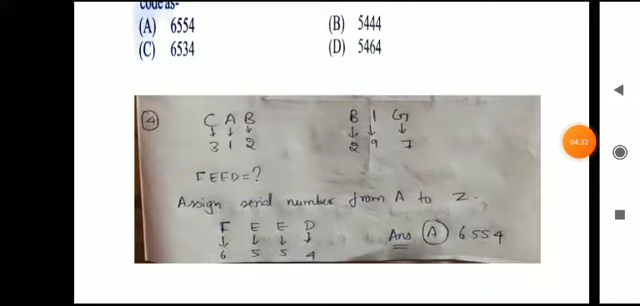 code as-
(A) 6554 (B) 5444
(C) 6534 (D) 5464
04:32
4 C A B B I G
3 1 2 2 9 7
FEED = ?
Assign serial number from A to Z.
F E E D Ans (A) 6554
6 5 5 4